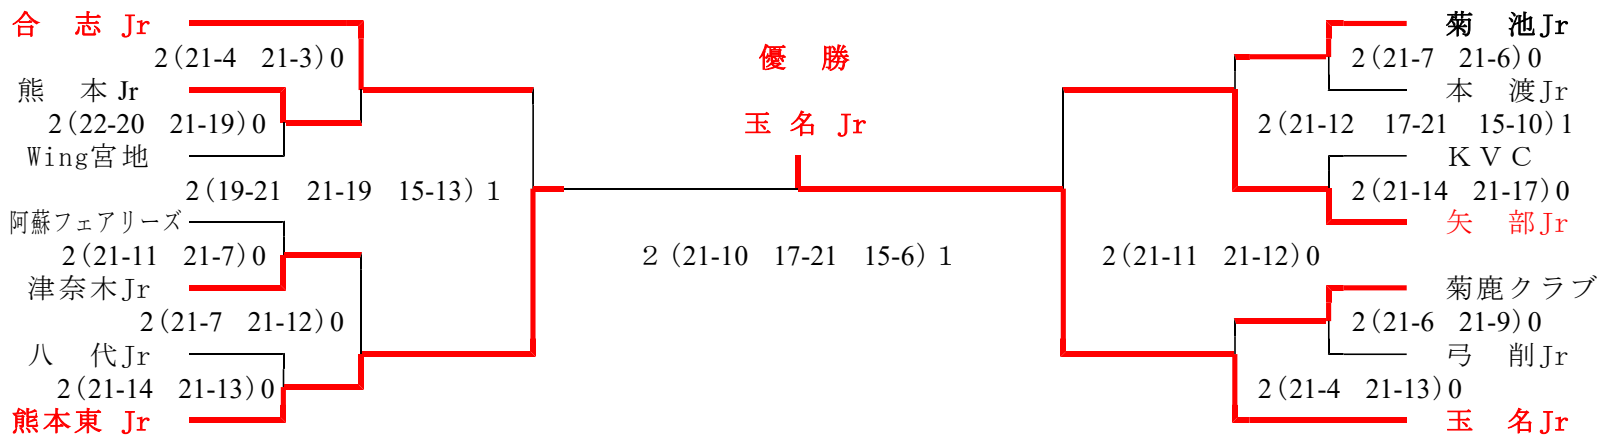 合　志 Jr
2(21-4　21-3)0
熊　本 Jr
2(22-20　21-19)0
Wing宮地
2(19-21　21-19　15-13) 1
阿蘇フェアリーズ
2(21-11　21-7)0
津奈木Jr
2(21-7　21-12)0
八　代Jr
2(21-14　21-13)0
熊本東 Jr
優　勝
玉 名 Jr
２ (21-10　17-21　15-6) 1
菊　池Jr
2(21-7　21-6)0
本　渡Jr
2(21-12　17-21　15-10)1
ＫＶＣ
2(21-14　21-17)0
矢　部Jr
2(21-11　21-12)0
菊鹿クラブ
2(21-6　21-9)0
弓　削Jr
2(21-4　21-13)0
玉　名Jr